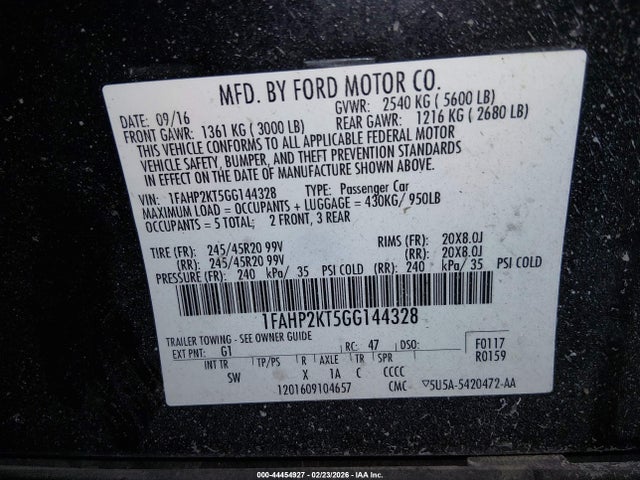 MFD. BY FORD MOTOR CO.
DATE: 09/16 GVWR: 2540 KG (5600 LB)
FRONT GAWR: 1361 KG (3000 LB) REAR GAWR: 1216 KG (2680 LB)
THIS VEHICLE CONFORMS TO ALL APPLICABLE FEDERAL MOTOR
VEHICLE SAFETY, BUMPER, AND THEFT PREVENTION STANDARDS
IN EFFECT ON THE DATE OF MANUFACTURE SHOWN ABOVE.
VIN: 1FAHP2KT5GG144328 TYPE: Passenger Car
MAXIMUM LOAD = OCCUPANTS + LUGGAGE = 430KG/ 950LB
OCCUPANTS = 5 TOTAL; 2 FRONT, 3 REAR
TIRE (FR): 245/45R20 99V RIMS (FR): 20X8.0J
(RR): 245/45R20 99V (RR): 20X8.0J
PRESSURE (FR): 240 kPa/ 35 PSI COLD (RR): 240 kPa/ 35 PSI COLD
1FAHP2KT5GG144328
TRAILER TOWING - SEE OWNER GUIDE
EXT PNT: G1 RC: 47 DSO: F0117
R0159
INT TR TP/PS R AXLE TR SPR
SW X 1A C CCCC
1201609104657 CMC ▽5U5A-5420472-AA
000-44454927 - 02/23/2026 - IAA Inc.